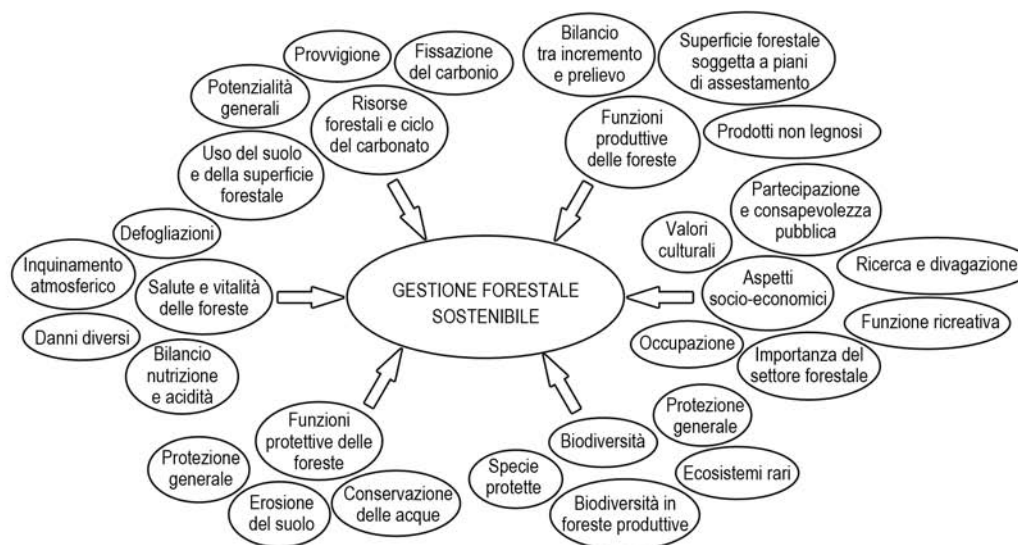 Provvigione
Fissazione
del carbonio
Potenzialità
generali
Risorse
forestali e ciclo
del carbonato
Uso del suolo
e della superficie
forestale
Bilancio
tra incremento
e prelievo
Superficie forestale
soggetta a piani
di assestamento
Funzioni
produttive
delle foreste
Prodotti non legnosi
Defogliazioni
Inquinamento
atmosferico
Salute e vitalità
delle foreste
Danni diversi
Bilancio
nutrizione
e acidità
GESTIONE FORESTALE
SOSTENIBILE
Partecipazione
e consapevolezza
pubblica
Valori
culturali
Ricerca e divagazione
Aspetti
socio-economici
Funzione ricreativa
Occupazione
Importanza del
settore forestale
Funzioni
protettive delle
foreste
Protezione
generale
Erosione
del suolo
Conservazione
delle acque
Biodiversità
Protezione
generale
Specie
protette
Ecosistemi rari
Biodiversità in
foreste produttive